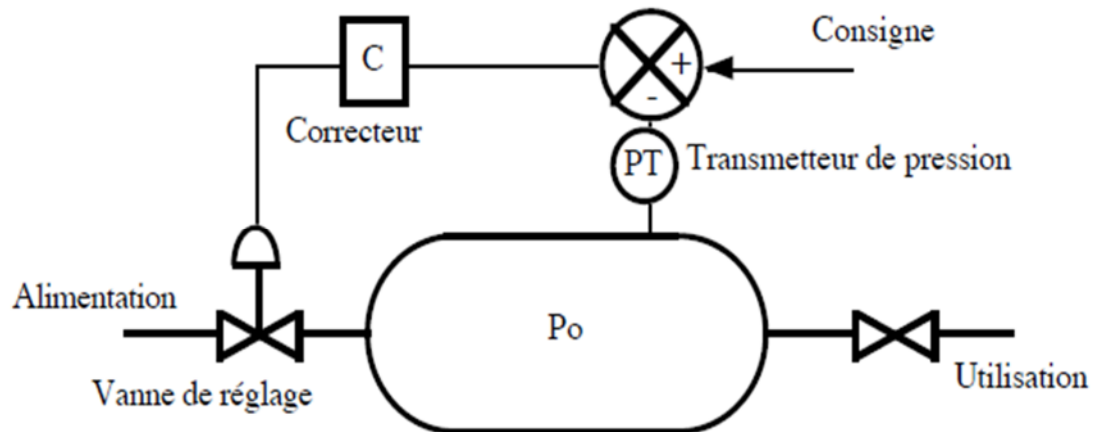 Consigne
C
+
-
Correcteur
PT
Transmetteur de pression
Alimentation
Po
Vanne de réglage
Utilisation